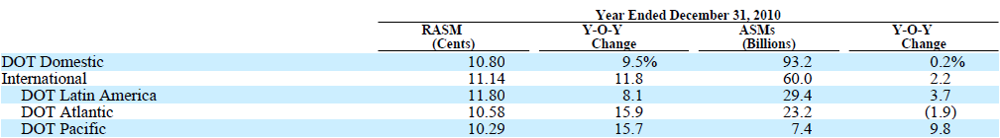 Year Ended December 31, 2010
RASM Y-O-Y ASMs Y-O-Y
(Cents) Change (Billions) Change
DOT Domestic 10.80 9.5% 93.2 0.2%
International 11.14 11.8 60.0 2.2
DOT Latin America 11.80 8.1 29.4 3.7
DOT Atlantic 10.58 15.9 23.2 (1.9)
DOT Pacific 10.29 15.7 7.4 9.8